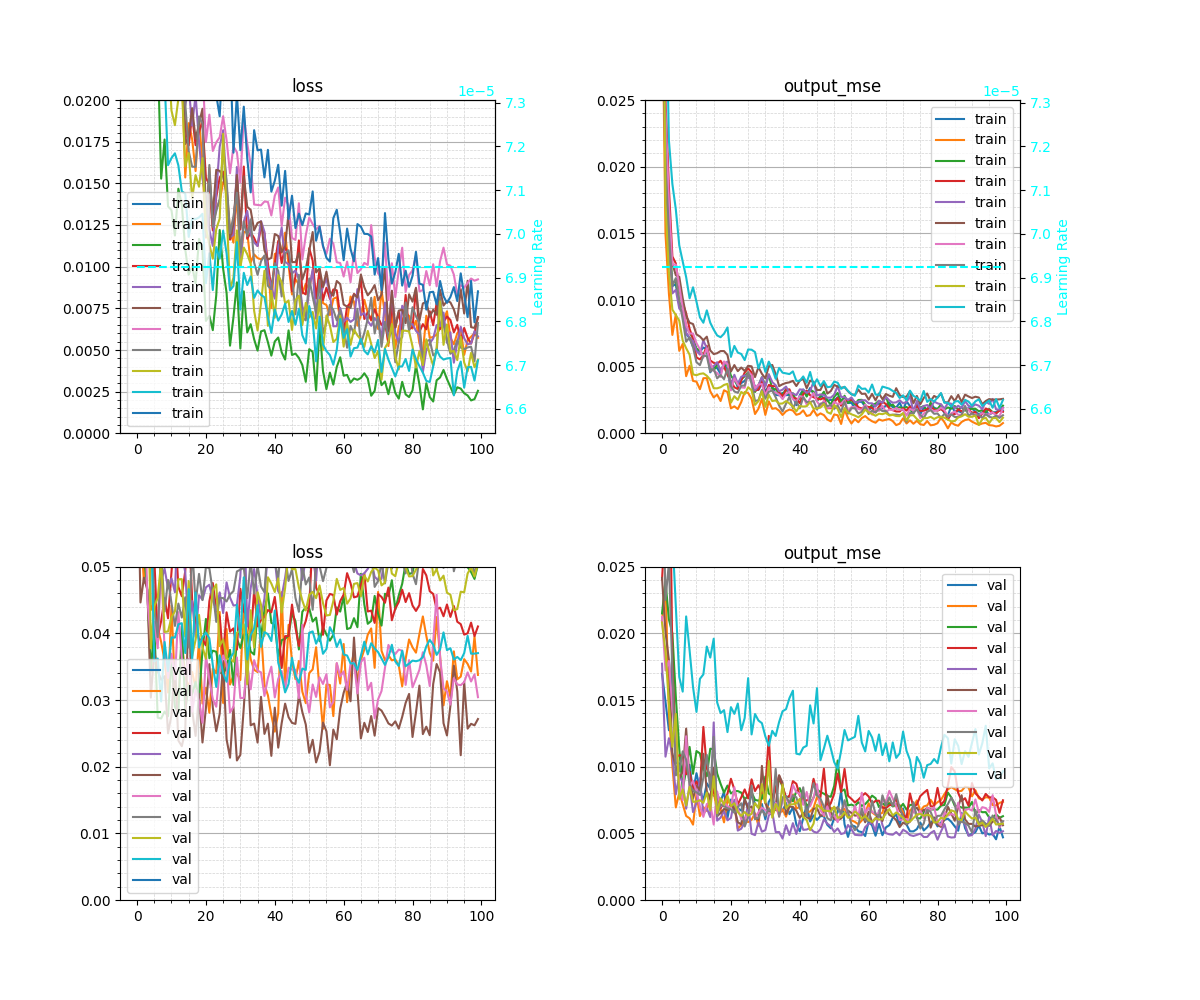 loss
1e−5
0.0200
0.0175
0.0150
0.0125
0.0100
0.0075
0.0050
0.0025
0.0000
0 20 40 60 80 100
7.3
7.2
7.1
7.0
6.9
6.8
6.7
6.6
Learning Rate
train
train
train
train
train
train
train
train
train
train
train
output_mse
1e−5
0.025
0.020
0.015
0.010
0.005
0.000
0 20 40 60 80 100
7.3
7.2
7.1
7.0
6.9
6.8
6.7
6.6
Learning Rate
train
train
train
train
train
train
train
train
train
train
loss
0.05
0.04
0.03
0.02
0.01
0.00
0 20 40 60 80 100
val
val
val
val
val
val
val
val
val
val
val
output_mse
0.025
0.020
0.015
0.010
0.005
0.000
0 20 40 60 80 100
val
val
val
val
val
val
val
val
val
val